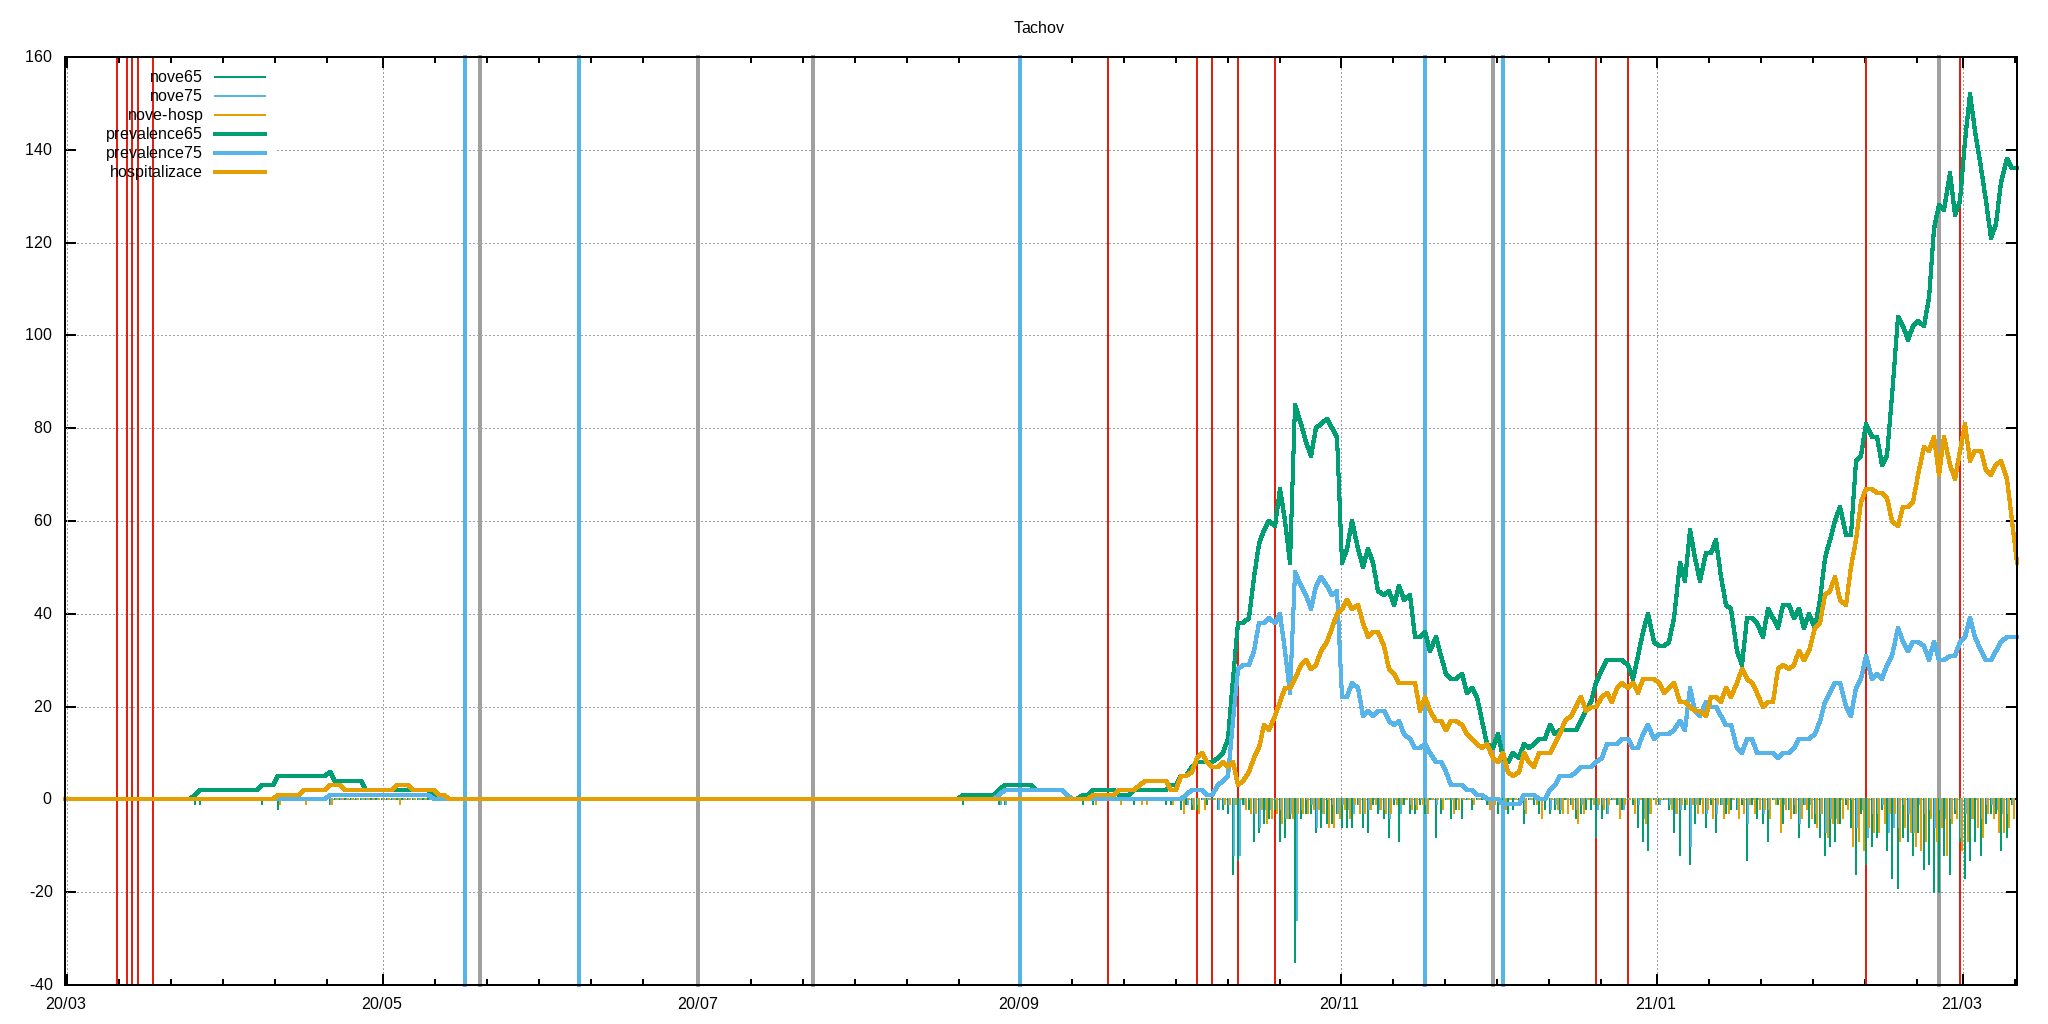 Tachov
160
140
120
100
80
60
40
20
0
-20
-40
nove65
nove75
nove-hosp
prevalence65
prevalence75
hospitalizace
20/03 20/05 20/07 20/09 20/11 21/01 21/03